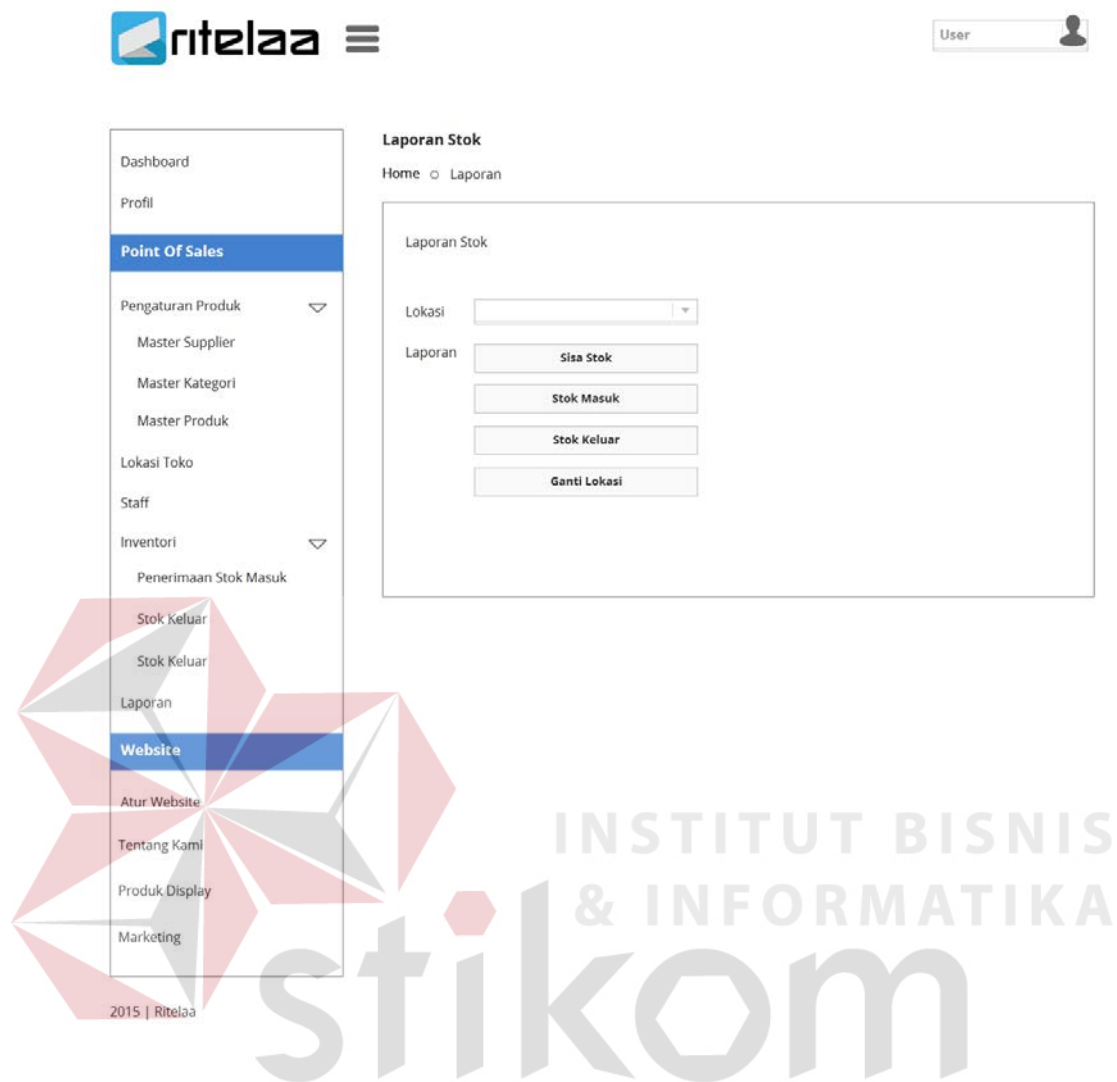 ritelaa
User
Laporan Stok
Home Laporan
Dashboard
Profil
Point Of Sales
Pengaturan Produk
Master Supplier
Master Kategori
Master Produk
Lokasi Toko
Staff
Inventori
Penerimaan Stok Masuk
Stok Keluar
Stok Keluar
Laporan
Website
Atur Website
Tentang Kami
Produk Display
Marketing
2015 | Ritelaa
Laporan Stok
Lokasi
Laporan
Sisa Stok
Stok Masuk
Stok Keluar
Ganti Lokasi
INSTITUT BISNIS
& INFORMATIKA
stikom